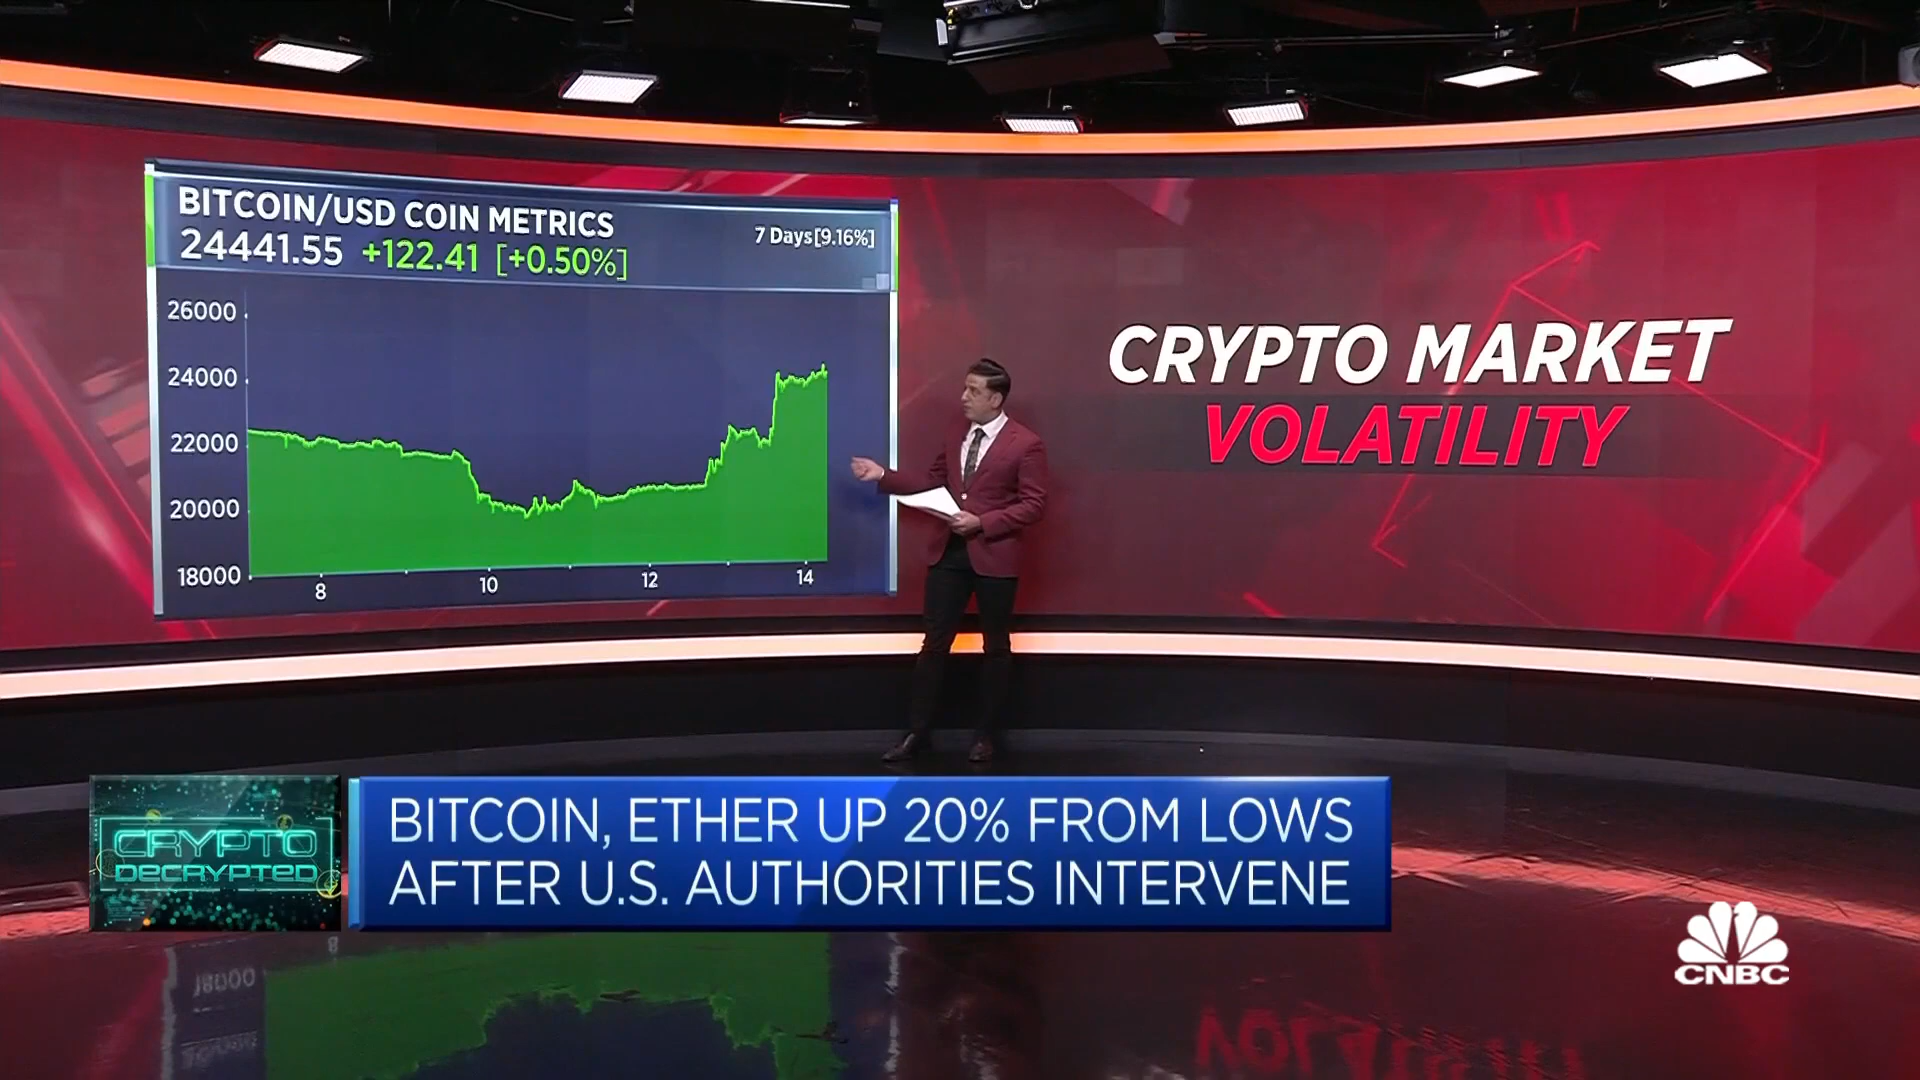 BITCOIN/USD COIN METRICS
24441.55 +122.41 [+0.50%]
7 Days[9.16%]
26000
24000
22000
20000
18000
8 10 12 14
CRYPTO MARKET
VOLATILITY
CRYPTO
DECRYPTED
BITCOIN, ETHER UP 20% FROM LOWS
AFTER U.S. AUTHORITIES INTERVENE
CNBC